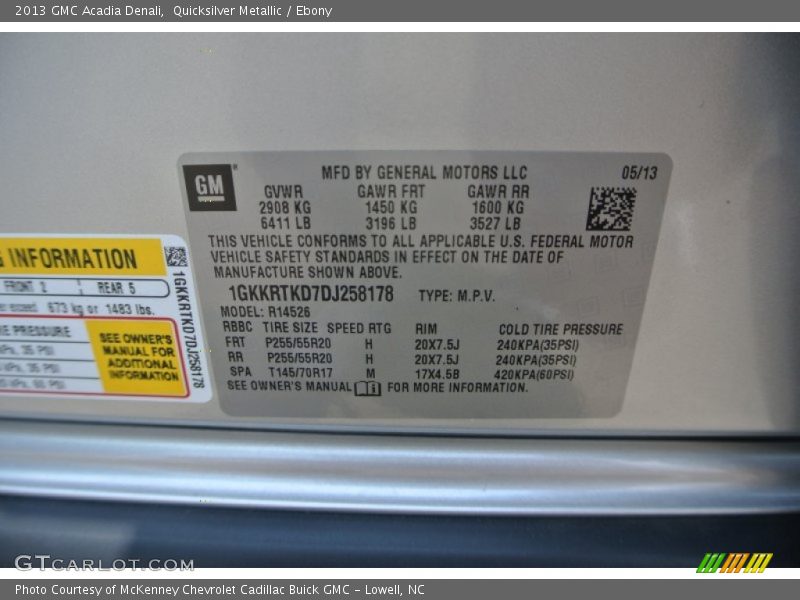 2013 GMC Acadia Denali, Quicksilver Metallic / Ebony
GM
MFD BY GENERAL MOTORS LLC 05/13
GVWR GAWR FRT GAWR RR
2908 KG 1450 KG 1600 KG
6411 LB 3196 LB 3527 LB
THIS VEHICLE CONFORMS TO ALL APPLICABLE U.S. FEDERAL MOTOR
VEHICLE SAFETY STANDARDS IN EFFECT ON THE DATE OF
MANUFACTURE SHOWN ABOVE.
1GKKRTKD7DJ258178 TYPE: M.P.V.
MODEL: R14526
RBBC TIRE SIZE SPEED RTG RIM COLD TIRE PRESSURE
FRT P255/55R20 H 20X7.5J 240KPA(35PSI)
RR P255/55R20 H 20X7.5J 240KPA(35PSI)
SPA T145/70R17 M 17X4.5B 420KPA(60PSI)
SEE OWNER'S MANUAL FOR MORE INFORMATION.
INFORMATION
FRONT 2 REAR 5
exceed 673 kg or 1483 lbs.
PRESSURE
35 PSI
35 PSI
60 PSI
SEE OWNER'S
MANUAL FOR
ADDITIONAL
INFORMATION
1GKKRTKD7DJ258178
GTCARLOT.COM
Photo Courtesy of McKenney Chevrolet Cadillac Buick GMC - Lowell, NC